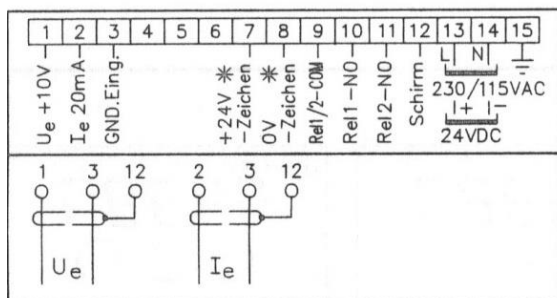 1 2 3 4 5 6 7 8 9 10 11 12 13 14 15
Ue +10V
Ie 20mA
GND.Eing.
+24V *
-Zeichen
0V *
-Zeichen
Rel1/2-COM
Rel1-NO
Rel2-NO
Schirm
L N
230/115VAC
+ -
24VDC
1 3 12
Ue
2 3 12
Ie